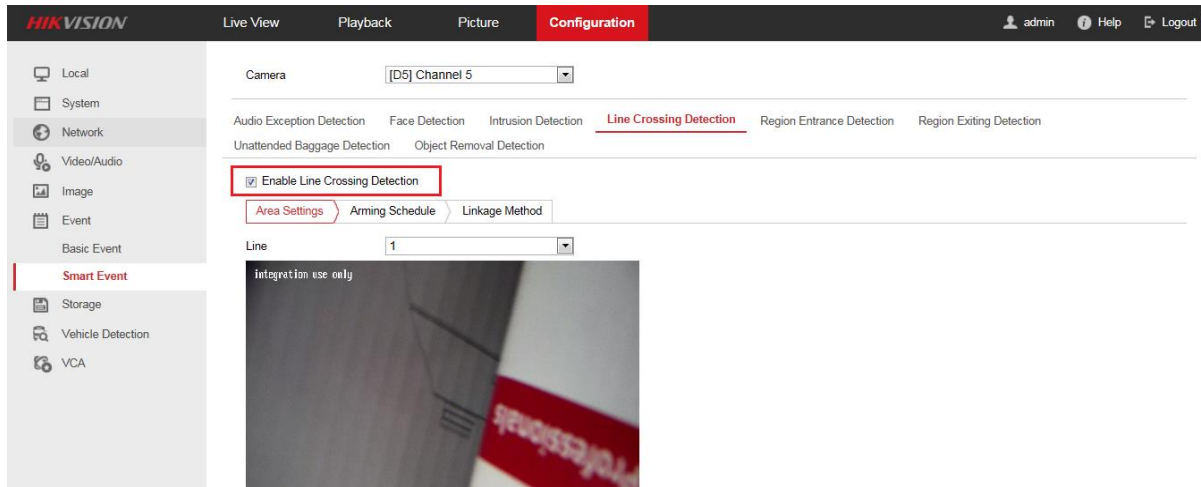 HIKVISION Live View Playback Picture Configuration admin Help Logout
Local
System
Network
Video/Audio
Image
Event
Basic Event
Smart Event
Storage
Vehicle Detection
VCA
Camera [D5] Channel 5
Audio Exception Detection Face Detection Intrusion Detection Line Crossing Detection Region Entrance Detection Region Exiting Detection
Unattended Baggage Detection Object Removal Detection
Enable Line Crossing Detection
Area Settings Arming Schedule Linkage Method
Line 1
integration use only
Professionals